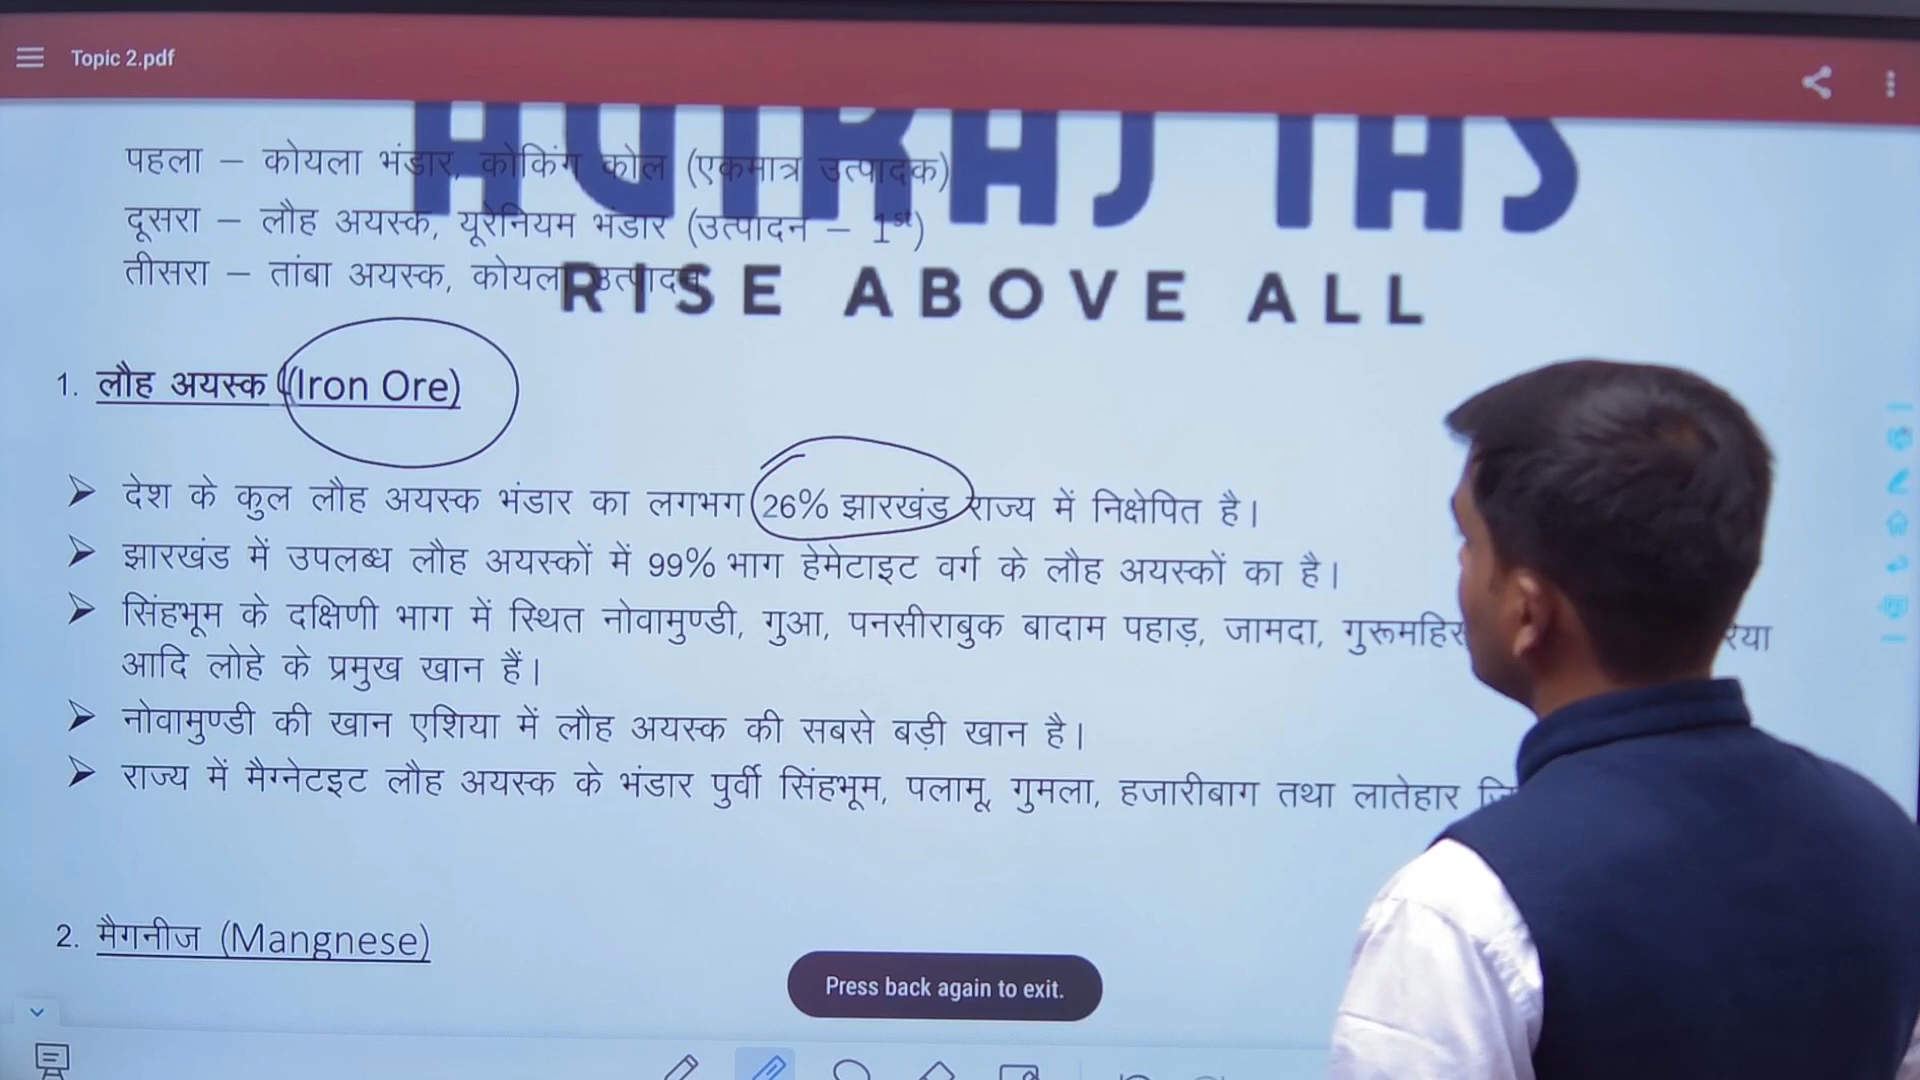 Topic 2.pdf
पहला – कोयला भंडार, कोकिंग कोल (एकमात्र उत्पादक)
दूसरा – लौह अयस्क, यूरेनियम भंडार (उत्पादन – 1st)
तीसरा – तांबा अयस्क, कोयला उत्पादन
RISE ABOVE ALL
1. लौह अयस्क (Iron Ore)
➢ देश के कुल लौह अयस्क भंडार का लगभग 26% झारखंड राज्य में निक्षेपित है।
➢ झारखंड में उपलब्ध लौह अयस्कों में 99% भाग हेमेटाइट वर्ग के लौह अयस्कों का है।
➢ सिंहभूम के दक्षिणी भाग में स्थित नोवामुण्डी, गुआ, पनसीराबुक बादाम पहाड़, जामदा,
आदि लोहे के प्रमुख खान हैं।
➢ नोवामुण्डी की खान एशिया में लौह अयस्क की सबसे बड़ी खान है।
➢ राज्य में मैग्नेटाइट लौह अयस्क के भंडार पुर्वी सिंहभूम, पलामू, गुमला, हजारीबाग तथा लातेहार
2. मैगनीज (Mangnese)
Press back again to exit.